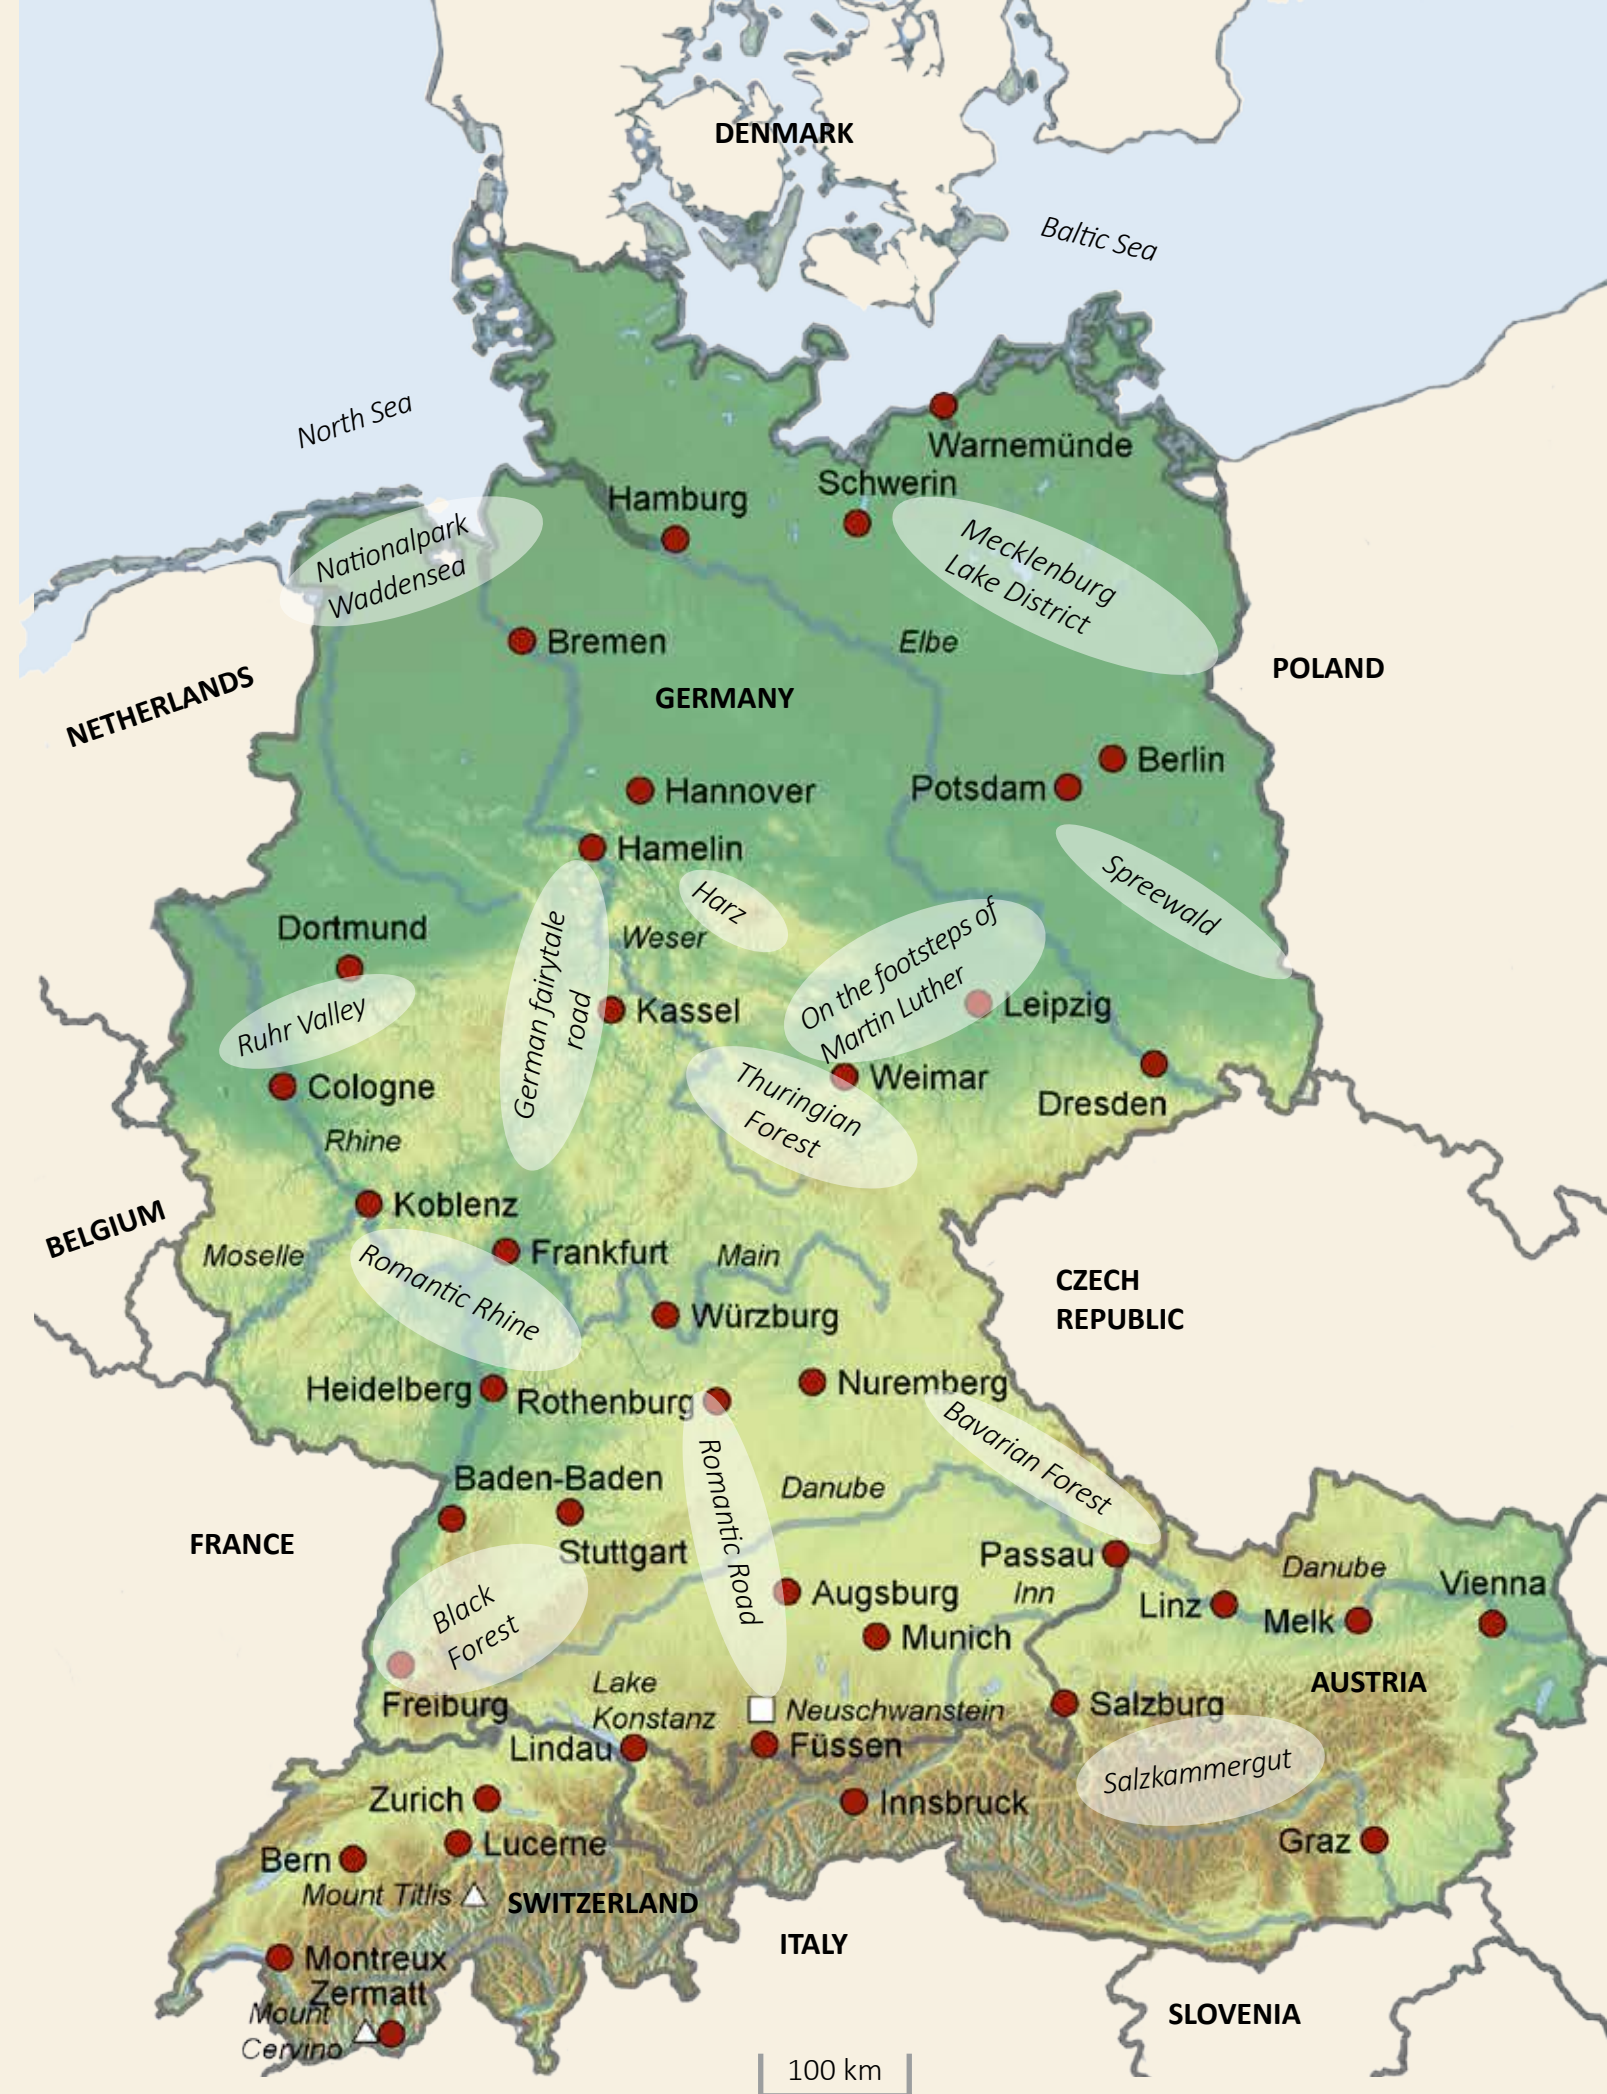 DENMARK
Baltic Sea
North Sea
Warnemünde
Schwerin
Hamburg
Nationalpark
Waddensea
Mecklenburg
Lake District
Bremen
Elbe
NETHERLANDS
GERMANY
POLAND
Berlin
Potsdam
Hannover
Hamelin
Harz
Spreewald
Dortmund
Weser
German fairytale
road
On the footsteps of
Martin Luther
Ruhr Valley
Kassel
Leipzig
Cologne
Thuringian
Forest
Weimar
Dresden
Rhine
BELGIUM
Koblenz
Moselle
Romantic Rhine
Frankfurt
Main
CZECH
REPUBLIC
Würzburg
Heidelberg
Rothenburg
Nuremberg
Bavarian Forest
Romantic Road
Baden-Baden
Danube
FRANCE
Stuttgart
Passau
Inn
Danube
Vienna
Black
Forest
Augsburg
Linz
Melk
Munich
AUSTRIA
Freiburg
Lake
Konstanz
Neuschwanstein
Salzburg
Lindau
Füssen
Salzkammergut
Zurich
Innsbruck
Lucerne
Graz
Bern
Mount Titlis
SWITZERLAND
ITALY
Montreux
Zermatt
Mount
Cervino
SLOVENIA
100 km